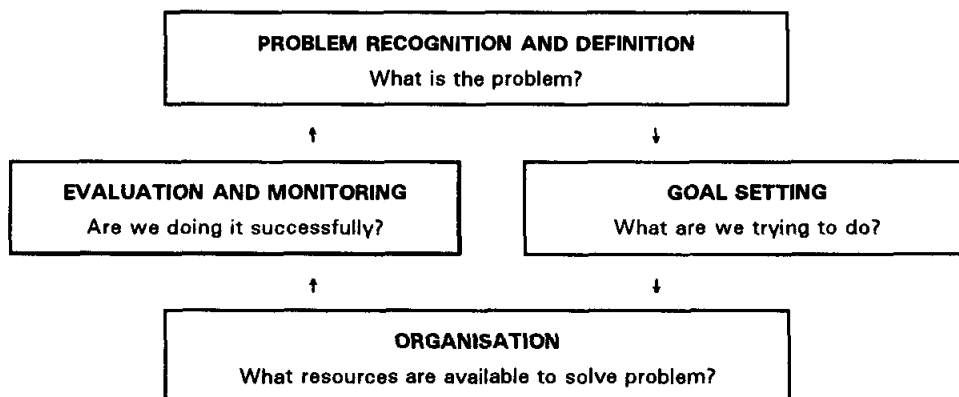 PROBLEM RECOGNITION AND DEFINITION
What is the problem?
EVALUATION AND MONITORING
Are we doing it successfully?
GOAL SETTING
What are we trying to do?
ORGANISATION
What resources are available to solve problem?